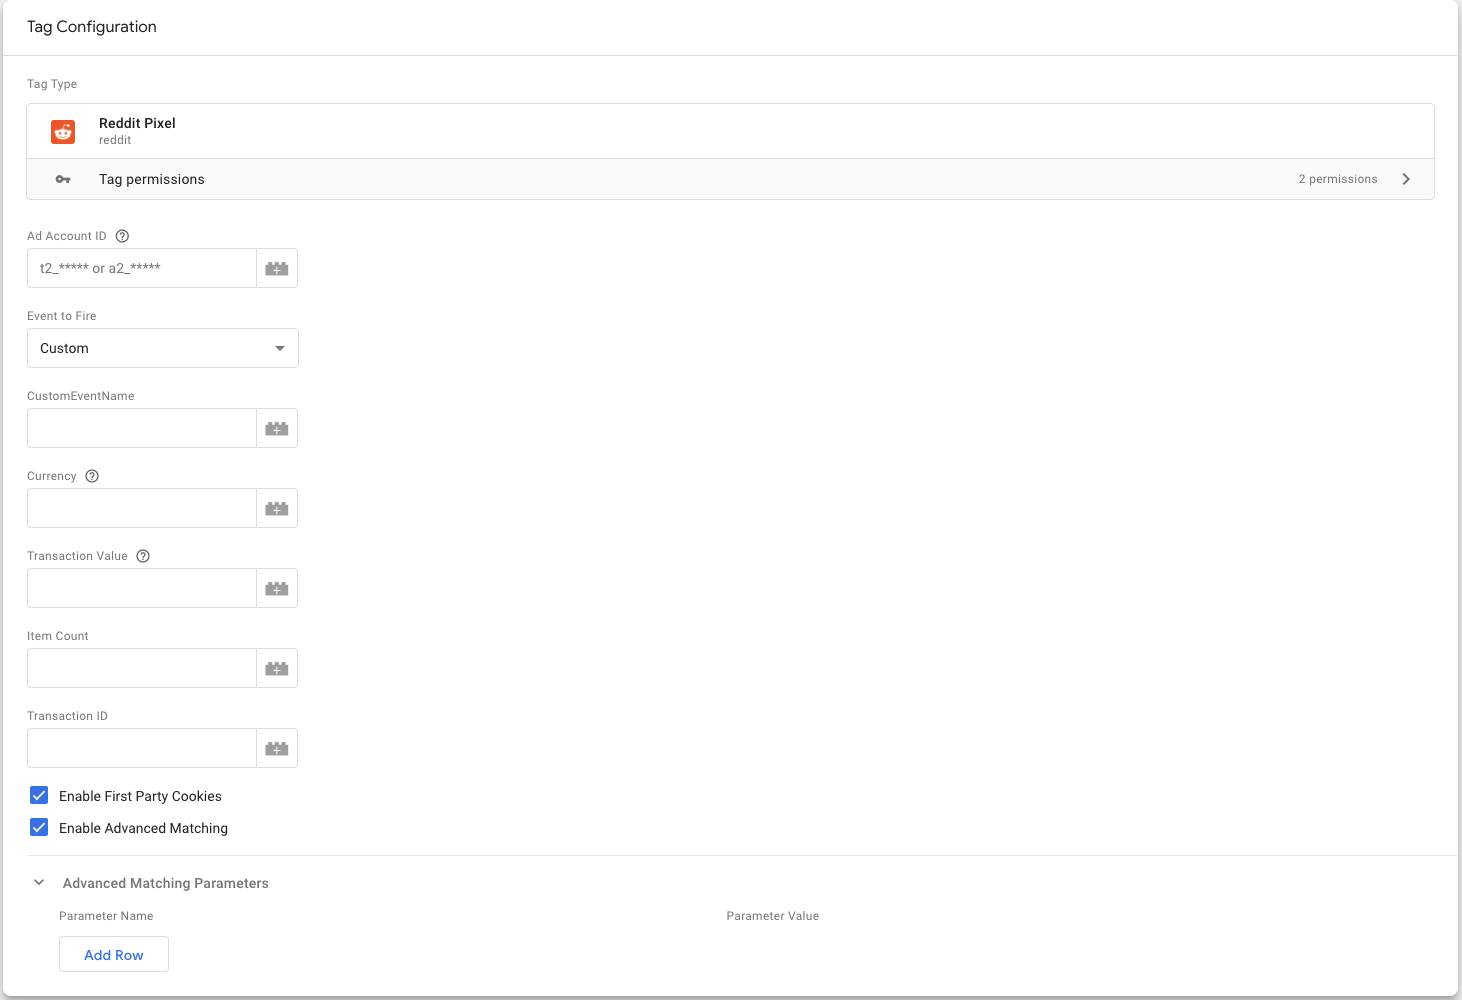 Tag Configuration
Tag Type
Reddit Pixel
reddit
Tag permissions
2 permissions
Ad Account ID
t2_***** or a2_*****
Event to Fire
Custom
CustomEventName
Currency
Transaction Value
Item Count
Transaction ID
Enable First Party Cookies
Enable Advanced Matching
Advanced Matching Parameters
Parameter Name
Parameter Value
Add Row